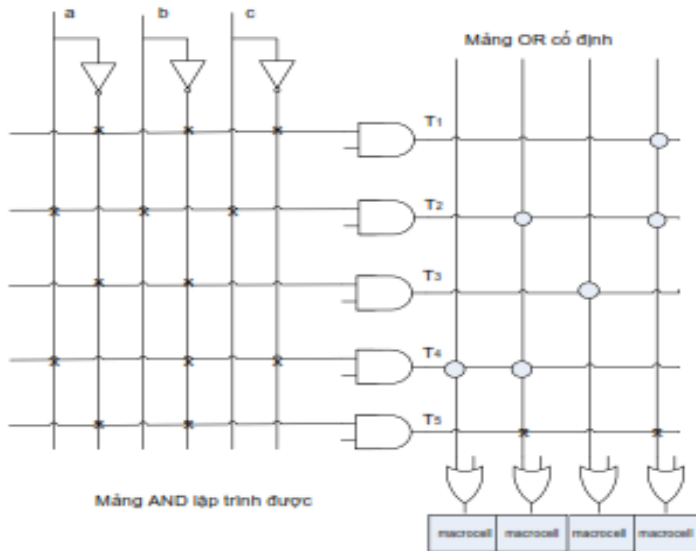 a b c
Mảng OR cố định
T1
T2
T3
T4
T5
Mảng AND lập trình được
macrocell macrocell macrocell macrocell